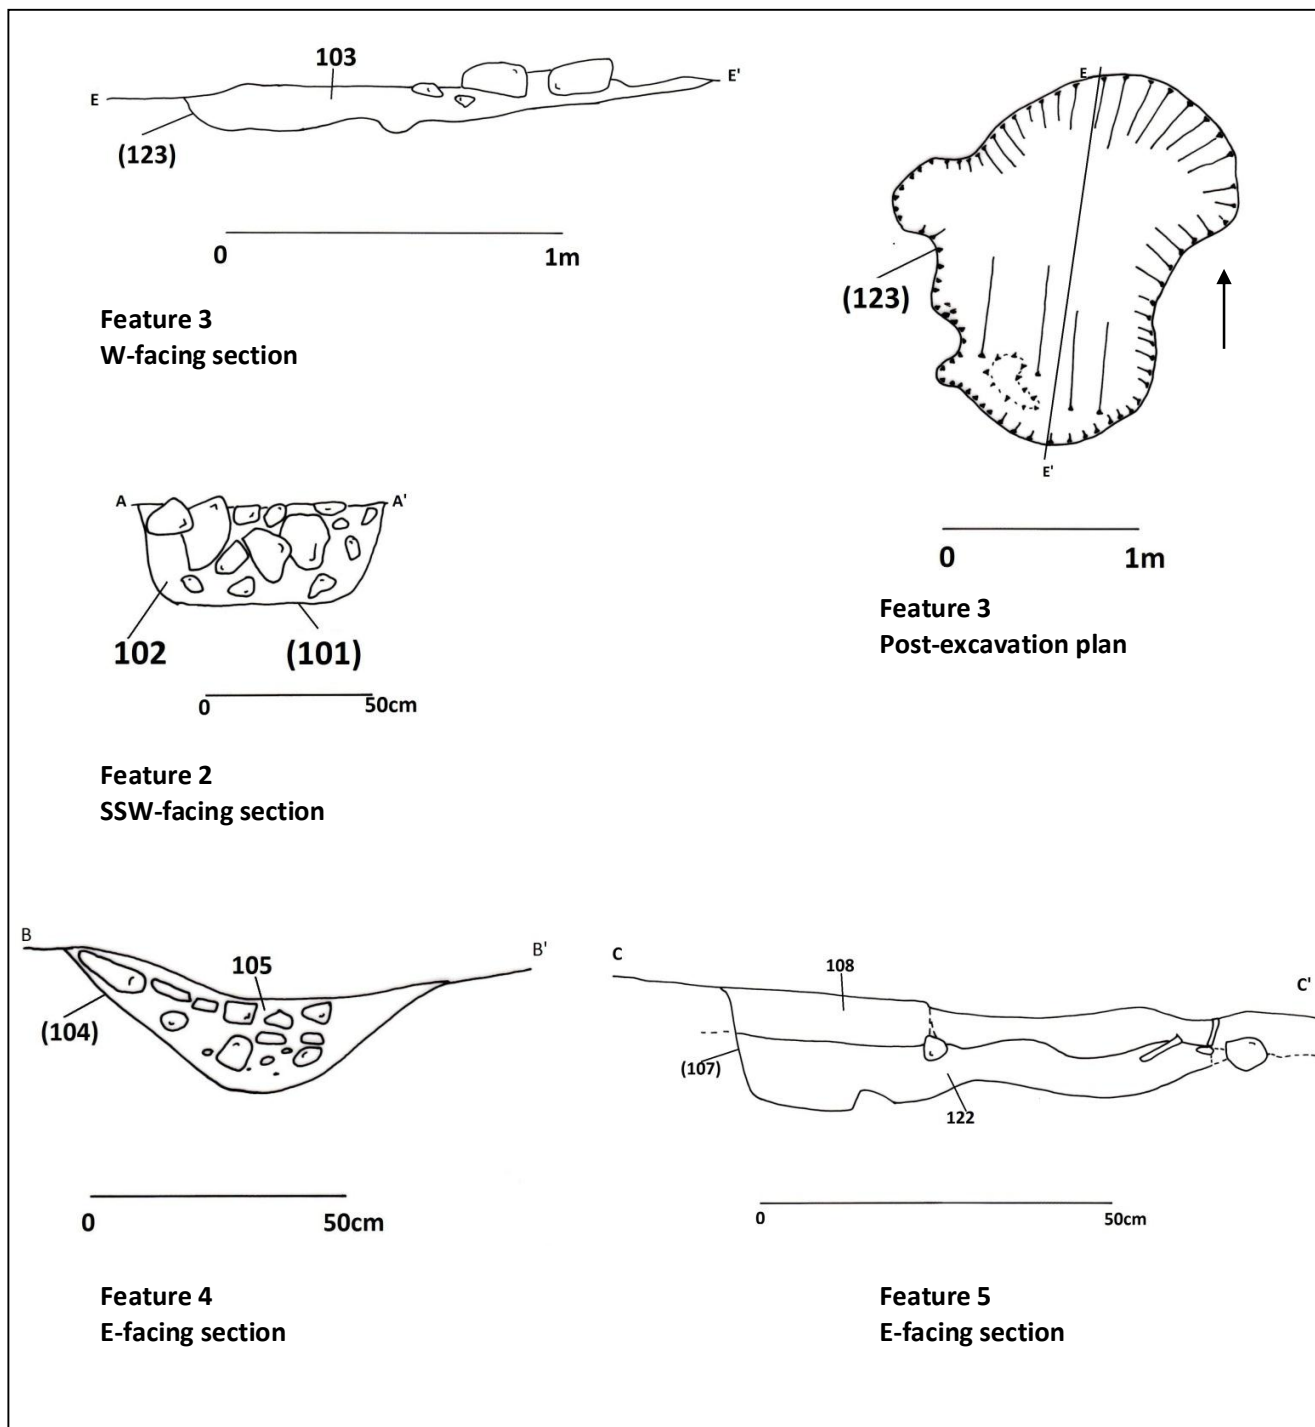 103
E
E'
(123)
0
1m
Feature 3
W-facing section
E
(123)
E'
0
1m
Feature 3
Post-excavation plan
A
A'
102
(101)
0
50cm
Feature 2
SSW-facing section
B
B'
105
(104)
0
50cm
Feature 4
E-facing section
C
C'
108
(107)
122
0
50cm
Feature 5
E-facing section